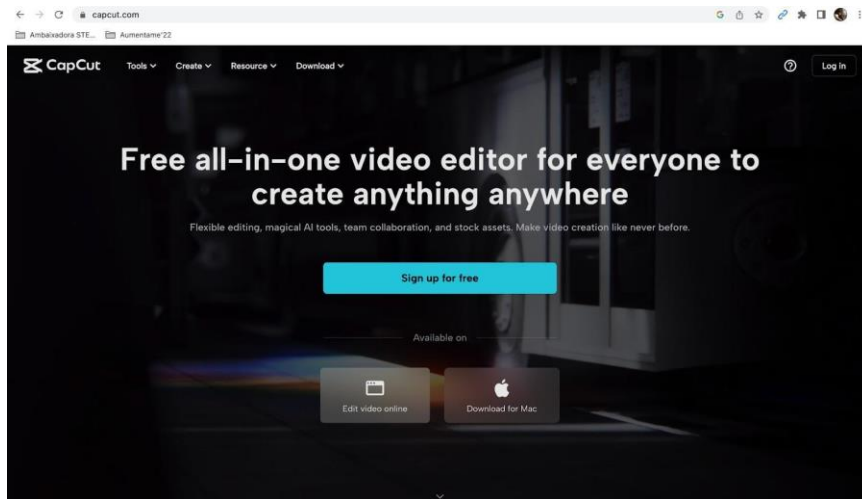 capcut.com
Ambaixadora STE...
Aumentame'22
CapCut
Tools
Create
Resource
Download
Log in
Free all-in-one video editor for everyone to
create anything anywhere
Flexible editing, magical AI tools, team collaboration, and stock assets. Make video creation like never before.
Sign up for free
Available on
Edit video online
Download for Mac